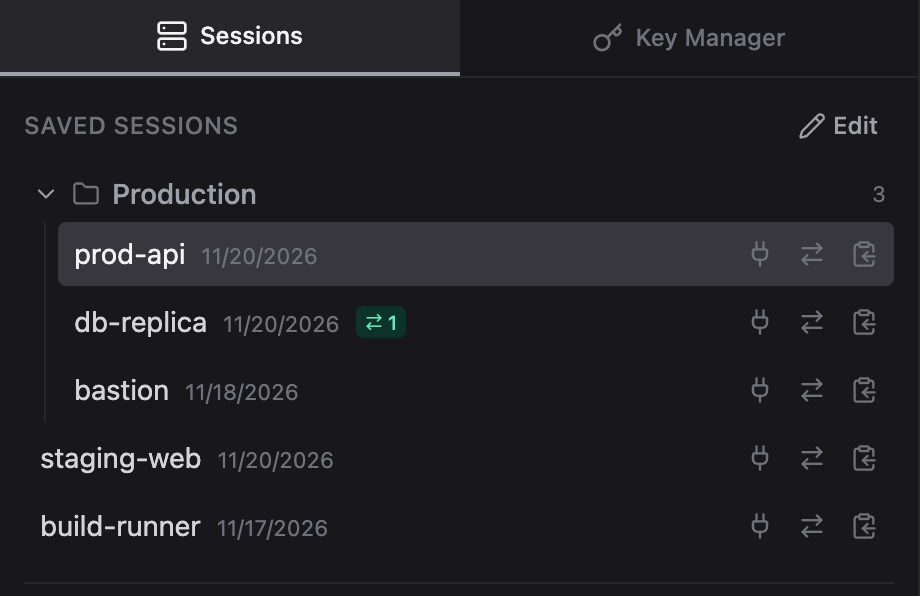 Sessions
Key Manager
SAVED SESSIONS
Edit
Production 3
prod-api 11/20/2026
db-replica 11/20/2026 1
bastion 11/18/2026
staging-web 11/20/2026
build-runner 11/17/2026